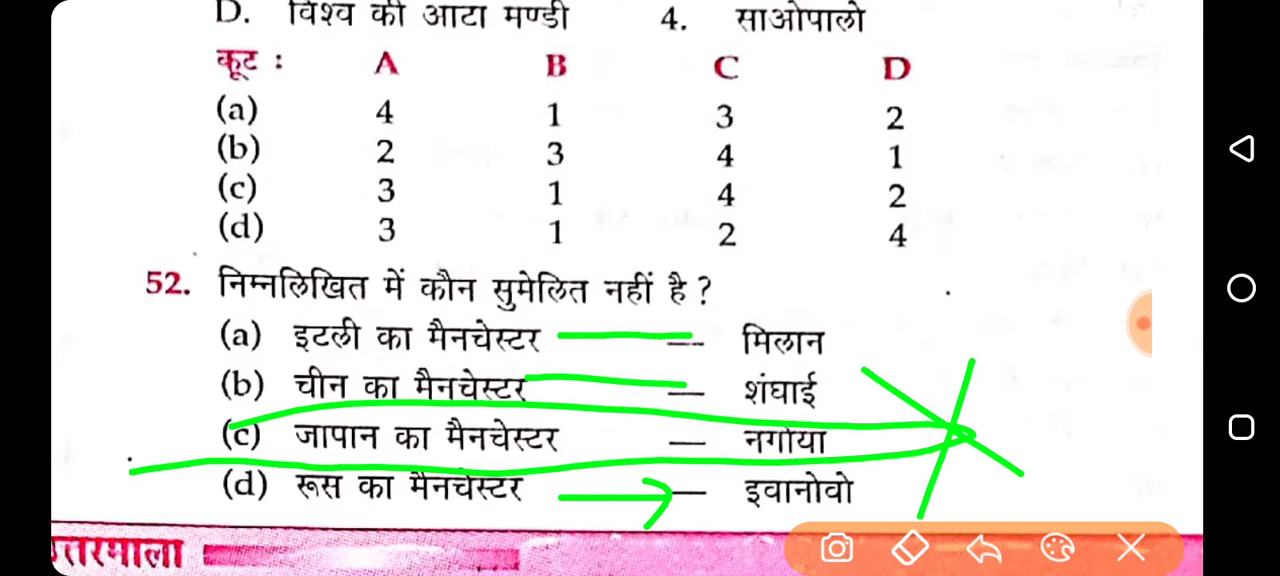 D. विश्व की आटा मण्डी 4. साओपालो
कूट : A B C D
(a) 4 1 3 2
(b) 2 3 4 1
(c) 3 1 4 2
(d) 3 1 2 4
52. निम्नलिखित में कौन सुमेलित नहीं है ?
(a) इटली का मैनचेस्टर — मिलान
(b) चीन का मैनचेस्टर — शंघाई
(c) जापान का मैनचेस्टर — नगोया
(d) रूस का मैनचेस्टर — इवानोवो
त्तरमाला